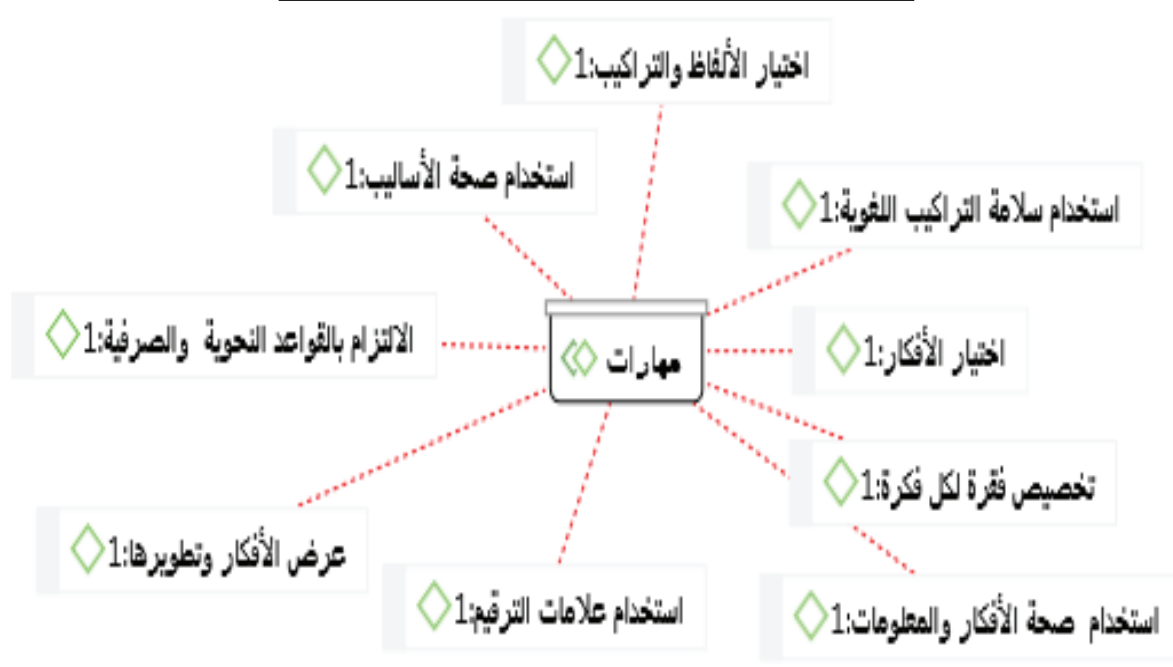 اختيار الألفاظ والتراكيب:1
استخدام صحة الأساليب:1
استخدام سلامة التراكيب اللغوية:1
الالتزام بالقواعد النحوية والصرفية:1
مهارات
اختيار الأفكار:1
تخصيص فقرة لكل فكرة:1
عرض الأفكار وتطويرها:1
استخدام علامات الترقيم:1
استخدام صحة الأفكار والمعلومات:1